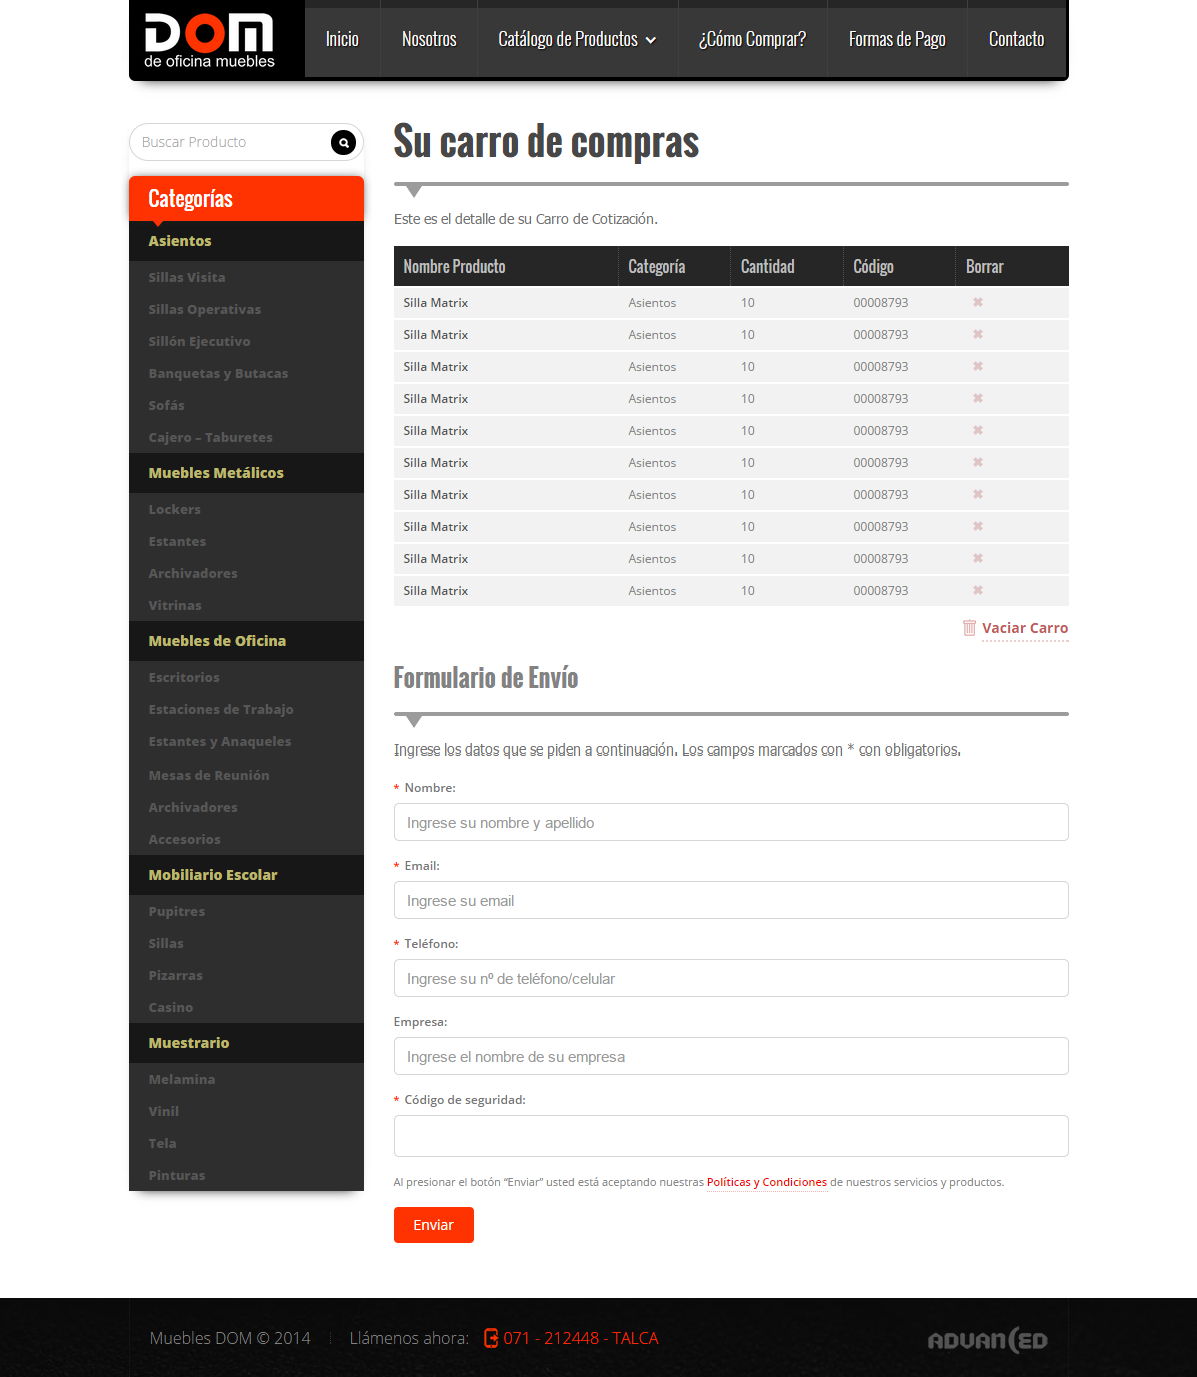 DOM
de oficina muebles
Inicio
Nosotros
Catálogo de Productos
¿Cómo Comprar?
Formas de Pago
Contacto
Buscar Producto
Categorías
Asientos
Sillas Visita
Sillas Operativas
Sillón Ejecutivo
Banquetas y Butacas
Sofás
Cajero – Taburetes
Muebles Metálicos
Lockers
Estantes
Archivadores
Vitrinas
Muebles de Oficina
Escritorios
Estaciones de Trabajo
Estantes y Anaqueles
Mesas de Reunión
Archivadores
Accesorios
Mobiliario Escolar
Pupitres
Sillas
Pizarras
Casino
Muestrario
Melamina
Vinil
Tela
Pinturas
Su carro de compras
Este es el detalle de su Carro de Cotización.
Nombre Producto Categoría Cantidad Código Borrar
Silla Matrix Asientos 10 00008793 ✖
Silla Matrix Asientos 10 00008793 ✖
Silla Matrix Asientos 10 00008793 ✖
Silla Matrix Asientos 10 00008793 ✖
Silla Matrix Asientos 10 00008793 ✖
Silla Matrix Asientos 10 00008793 ✖
Silla Matrix Asientos 10 00008793 ✖
Silla Matrix Asientos 10 00008793 ✖
Silla Matrix Asientos 10 00008793 ✖
Silla Matrix Asientos 10 00008793 ✖
Vaciar Carro
Formulario de Envío
Ingrese los datos que se piden a continuación. Los campos marcados con * con obligatorios.
* Nombre:
Ingrese su nombre y apellido
* Email:
Ingrese su email
* Teléfono:
Ingrese su nº de teléfono/celular
Empresa:
Ingrese el nombre de su empresa
* Código de seguridad:
Al presionar el botón “Enviar” usted está aceptando nuestras Políticas y Condiciones de nuestros servicios y productos.
Enviar
Muebles DOM © 2014
Llámenos ahora: 071 - 212448 - TALCA
ADVANCED